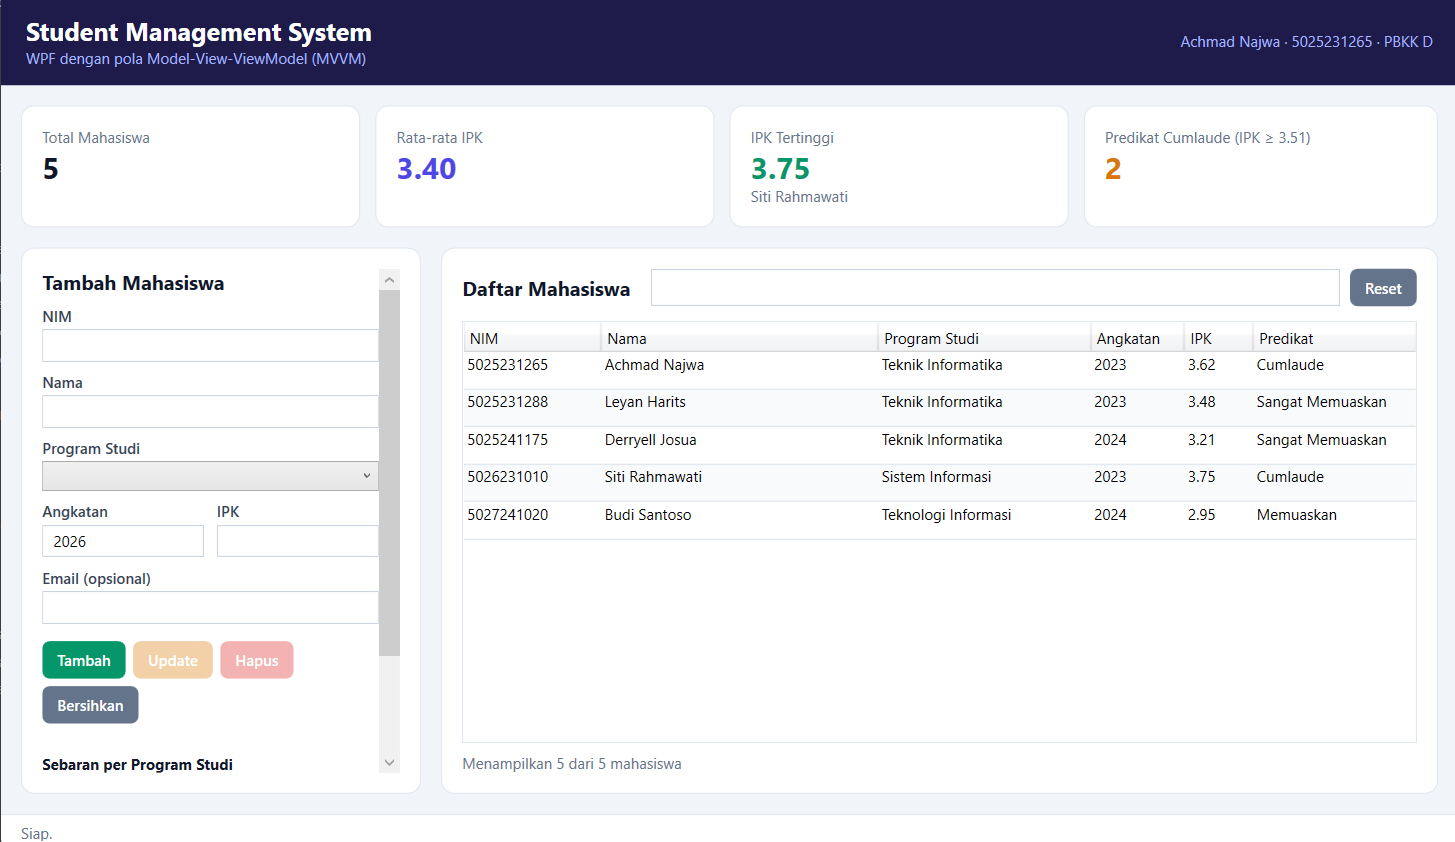 Student Management System
WPF dengan pola Model-View-ViewModel (MVVM)
Achmad Najwa · 5025231265 · PBKK D
Total Mahasiswa
5
Rata-rata IPK
3.40
IPK Tertinggi
3.75
Siti Rahmawati
Predikat Cumlaude (IPK ≥ 3.51)
2
Tambah Mahasiswa
NIM
Nama
Program Studi
Angkatan IPK
2026
Email (opsional)
Tambah Update Hapus
Bersihkan
Sebaran per Program Studi
Daftar Mahasiswa Reset
NIM Nama Program Studi Angkatan IPK Predikat
5025231265 Achmad Najwa Teknik Informatika 2023 3.62 Cumlaude
5025231288 Leyan Harits Teknik Informatika 2023 3.48 Sangat Memuaskan
5025241175 Derryell Josua Teknik Informatika 2024 3.21 Sangat Memuaskan
5026231010 Siti Rahmawati Sistem Informasi 2023 3.75 Cumlaude
5027241020 Budi Santoso Teknologi Informasi 2024 2.95 Memuaskan
Menampilkan 5 dari 5 mahasiswa
Siap.